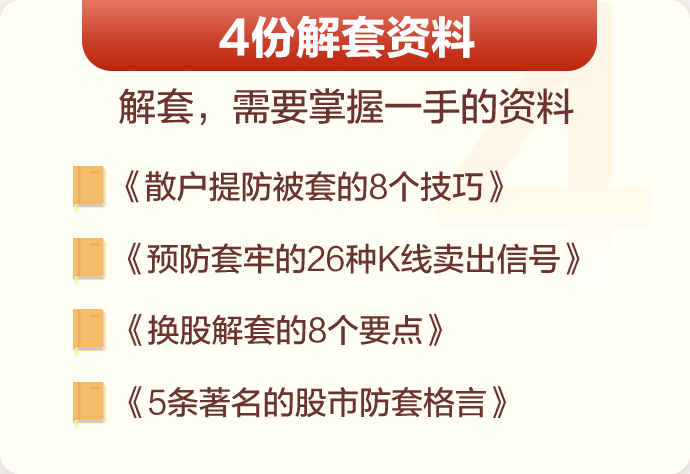 4份解套资料
解套，需要掌握一手的资料
《散户提防被套的8个技巧》
《预防套牢的26种K线卖出信号》
《换股解套的8个要点》
《5条著名的股市防套格言》